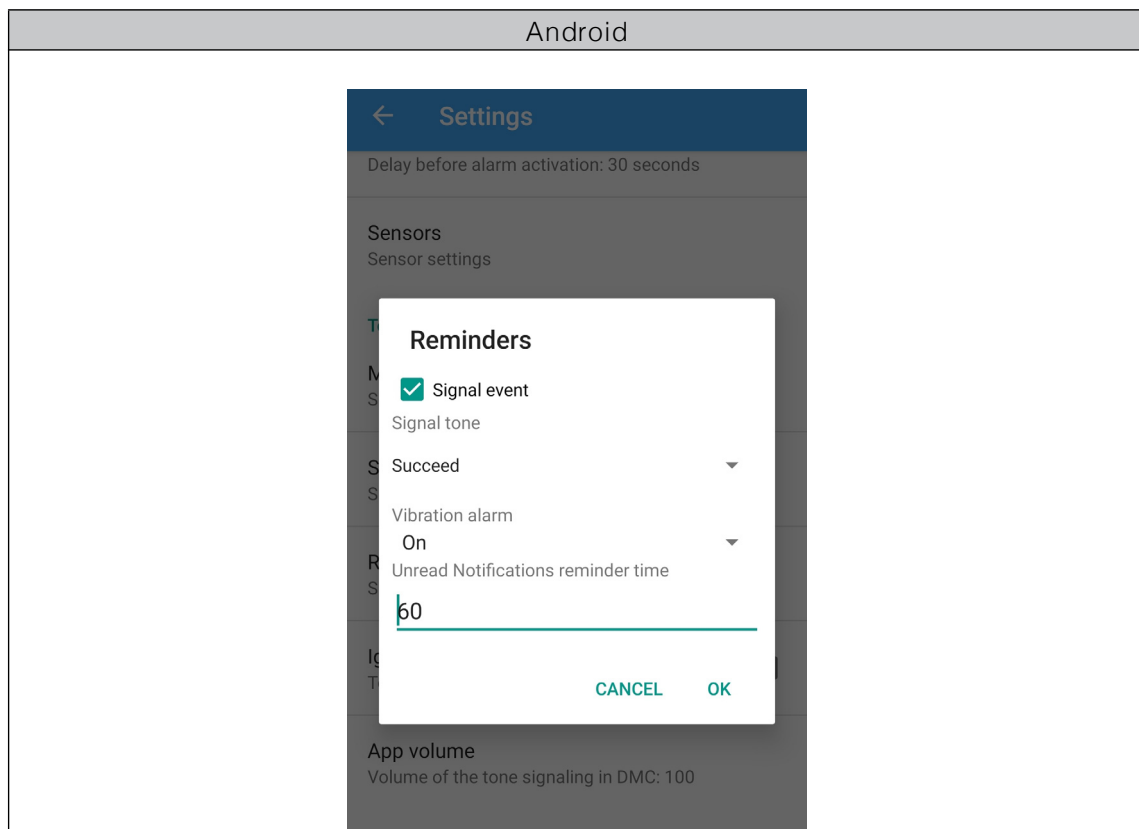 Android
Settings
Delay before alarm activation: 30 seconds
Sensors
Sensor settings
Reminders
Signal event
Signal tone
Succeed
Vibration alarm
On
Unread Notifications reminder time
60
CANCEL OK
App volume
Volume of the tone signaling in DMC: 100